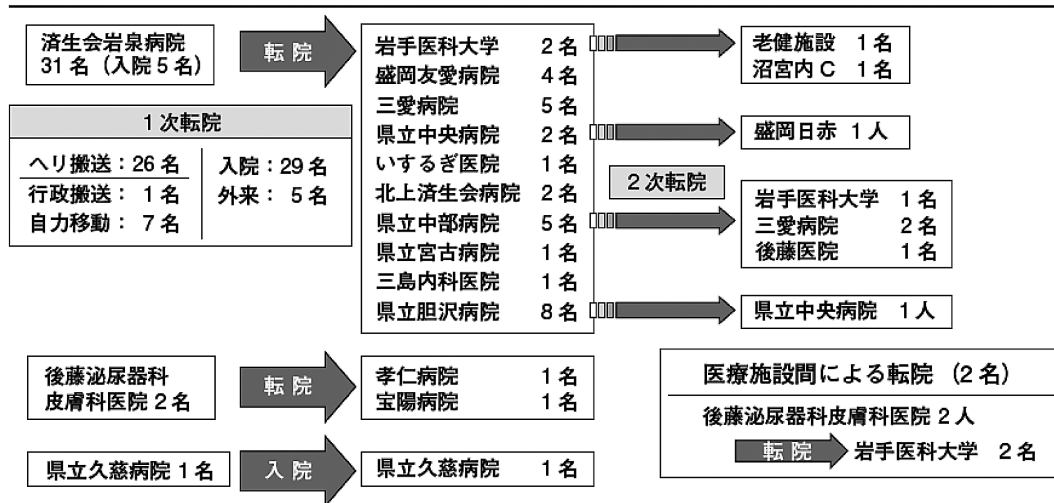 済生会岩泉病院
31名（入院5名）
転院
岩手医科大学 2名
盛岡友愛病院 4名
三愛病院 5名
県立中央病院 2名
いするぎ医院 1名
北上済生会病院 2名
県立中部病院 5名
県立宮古病院 1名
三島内科医院 1名
県立胆沢病院 8名
老健施設 1名
沼宮内C 1名
盛岡日赤 1人
2次転院
岩手医科大学 1名
三愛病院 2名
後藤医院 1名
県立中央病院 1人
1次転院
ヘリ搬送：26名
行政搬送： 1名
自力移動： 7名
入院：29名
外来： 5名
後藤泌尿器科
皮膚科医院2名
転院
孝仁病院 1名
宝陽病院 1名
県立久慈病院1名
入院
県立久慈病院 1名
医療施設間による転院（2名）
後藤泌尿器科皮膚科医院2人
転院 岩手医科大学 2名